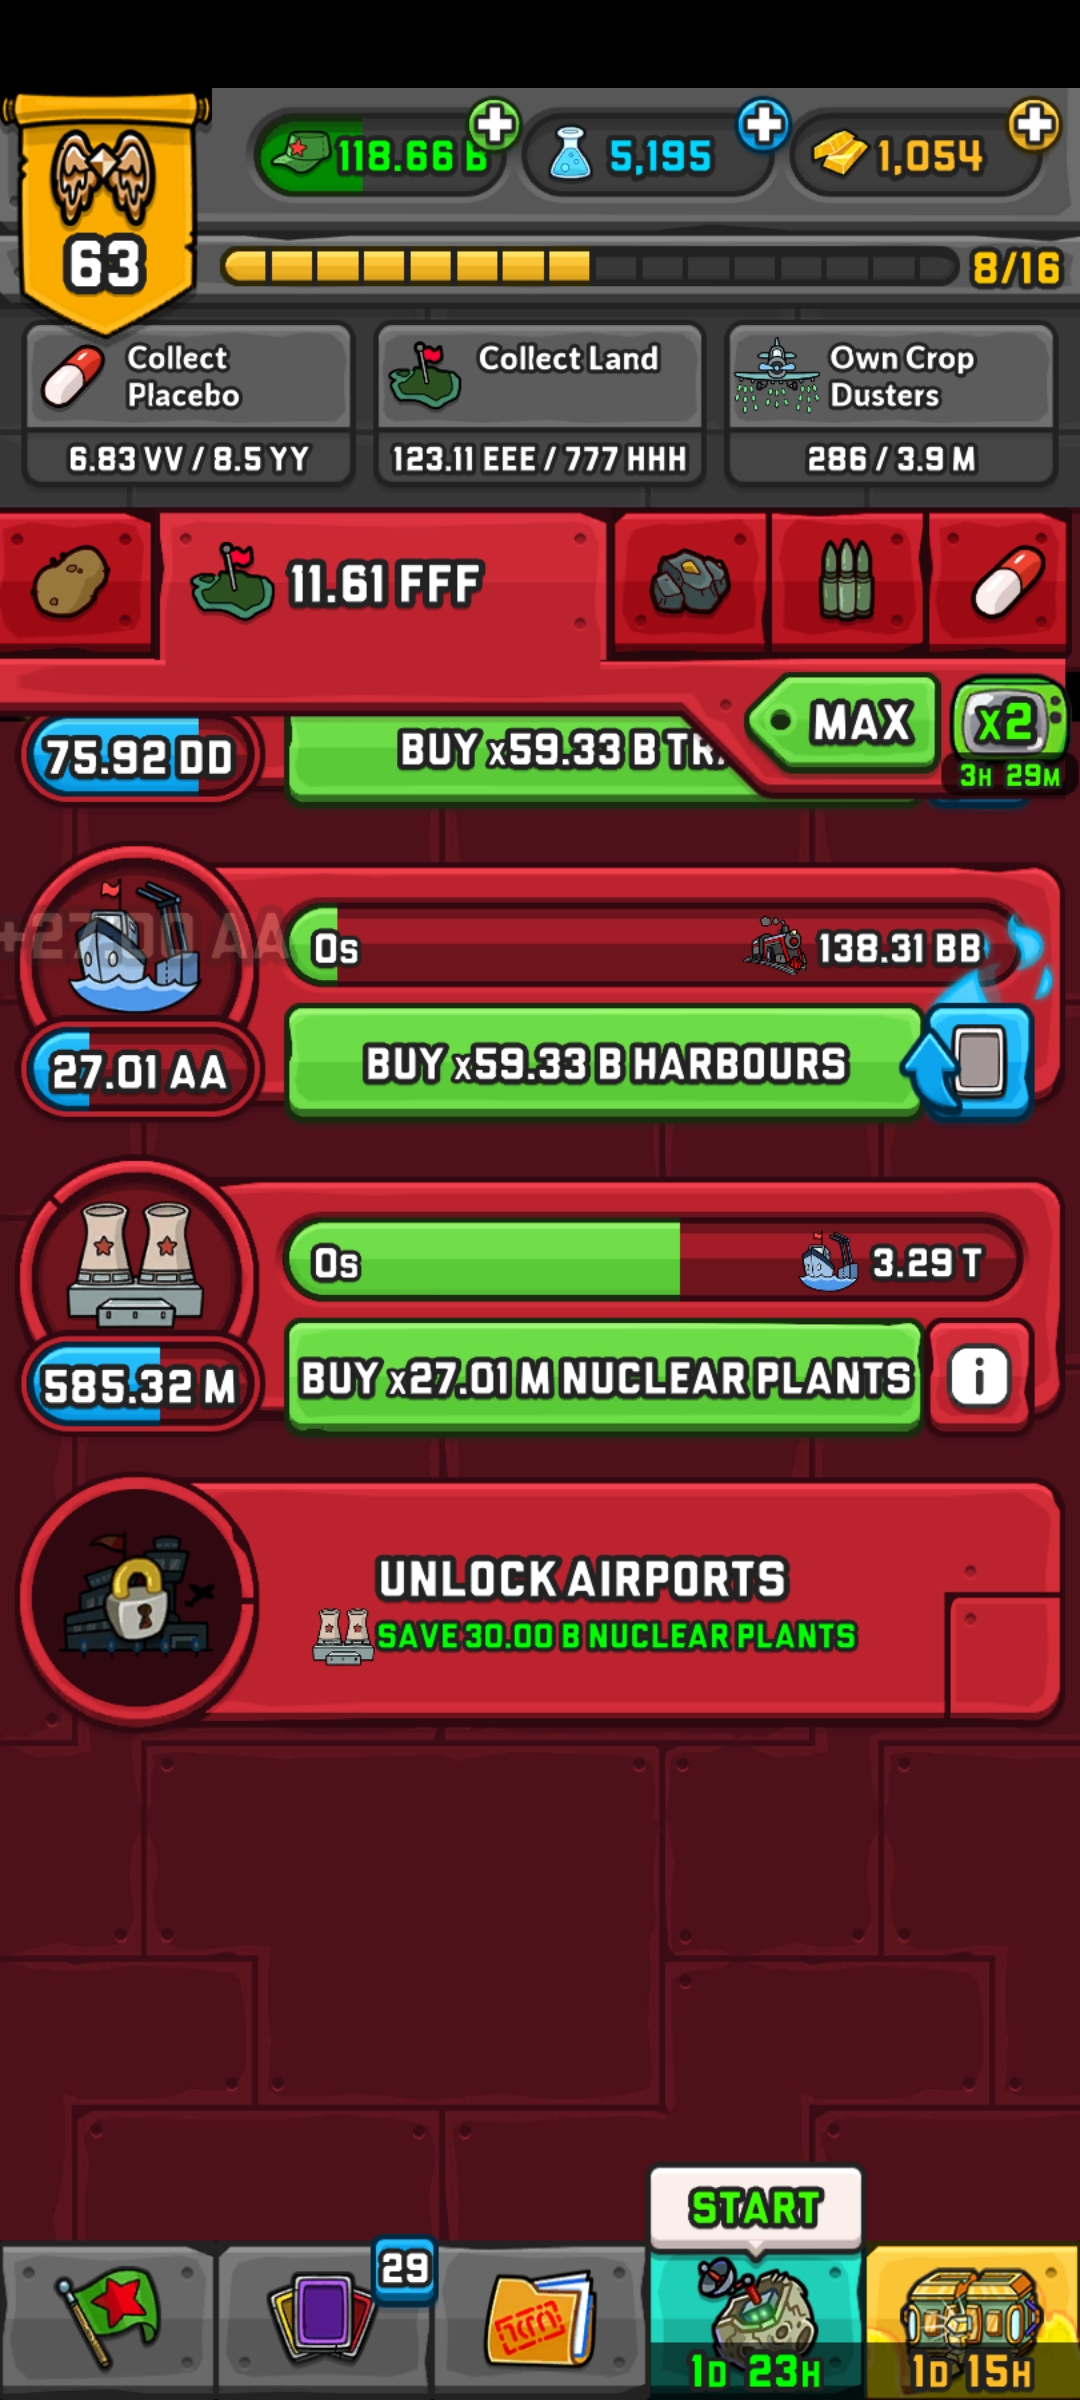 118.66 B
5,195
1,054
63
8/16
Collect
Placebo
6.83 VV / 8.5 YY
Collect Land
123.11 EEE / 777 HHH
Own Crop
Dusters
286 / 3.9 M
11.61 FFF
MAX
x2
3H 29M
75.92 DD
BUY x59.33 B
+27.00 AA
0s
138.31 BB
27.01 AA
BUY x59.33 B HARBOURS
0s
3.29 T
585.32 M
BUY x27.01 M NUCLEAR PLANTS
i
UNLOCK AIRPORTS
SAVE 30.00 B NUCLEAR PLANTS
START
29
1D 23H
1D 15H